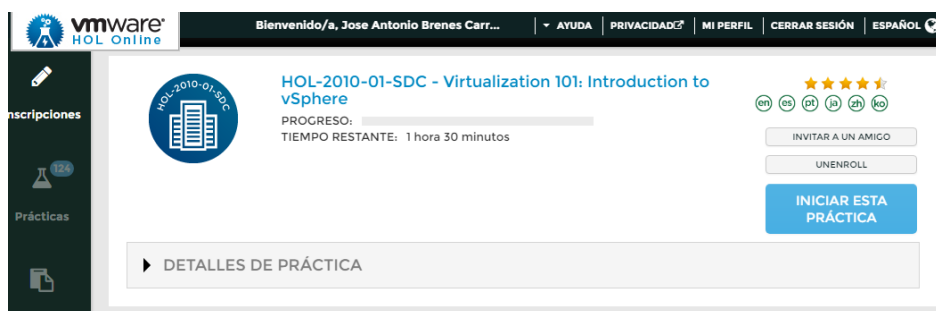 vmware®
HOL Online
Bienvenido/a, Jose Antonio Brenes Carr...
AYUDA
PRIVACIDAD
MI PERFIL
CERRAR SESIÓN
ESPAÑOL
nscripciones
124
Prácticas
HOL-2010-01-SDC
HOL-2010-01-SDC - Virtualization 101: Introduction to
vSphere
PROGRESO:
TIEMPO RESTANTE: 1 hora 30 minutos
en es pt ja zh ko
INVITAR A UN AMIGO
UNENROLL
INICIAR ESTA
PRÁCTICA
DETALLES DE PRÁCTICA